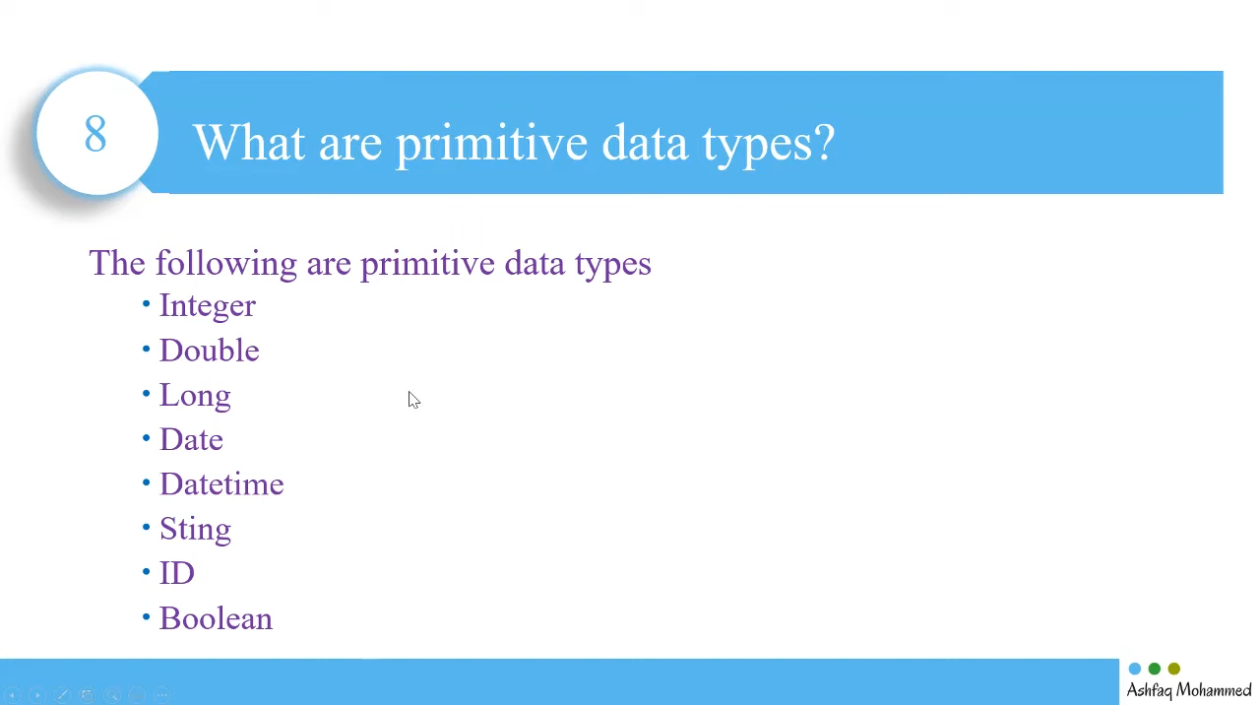 8
What are primitive data types?
The following are primitive data types
• Integer
• Double
• Long
• Date
• Datetime
• Sting
• ID
• Boolean
Ashfaq Mohammed